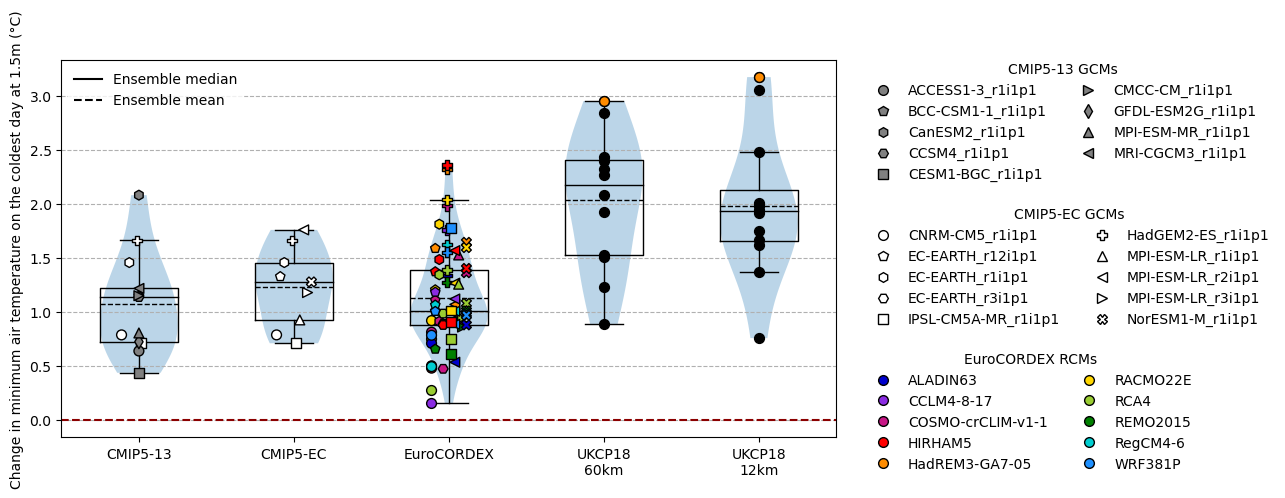 Change in minimum air temperature on the coldest day at 1.5m (°C)
Ensemble median
Ensemble mean
3.0
2.5
2.0
1.5
1.0
0.5
0.0
CMIP5-13
CMIP5-EC
EuroCORDEX
UKCP18
60km
UKCP18
12km
CMIP5-13 GCMs
ACCESS1-3_r1i1p1
BCC-CSM1-1_r1i1p1
CanESM2_r1i1p1
CCSM4_r1i1p1
CESM1-BGC_r1i1p1
CMCC-CM_r1i1p1
GFDL-ESM2G_r1i1p1
MPI-ESM-MR_r1i1p1
MRI-CGCM3_r1i1p1
CMIP5-EC GCMs
CNRM-CM5_r1i1p1
EC-EARTH_r12i1p1
EC-EARTH_r1i1p1
EC-EARTH_r3i1p1
IPSL-CM5A-MR_r1i1p1
HadGEM2-ES_r1i1p1
MPI-ESM-LR_r1i1p1
MPI-ESM-LR_r2i1p1
MPI-ESM-LR_r3i1p1
NorESM1-M_r1i1p1
EuroCORDEX RCMs
ALADIN63
CCLM4-8-17
COSMO-crCLIM-v1-1
HIRHAM5
HadREM3-GA7-05
RACMO22E
RCA4
REMO2015
RegCM4-6
WRF381P